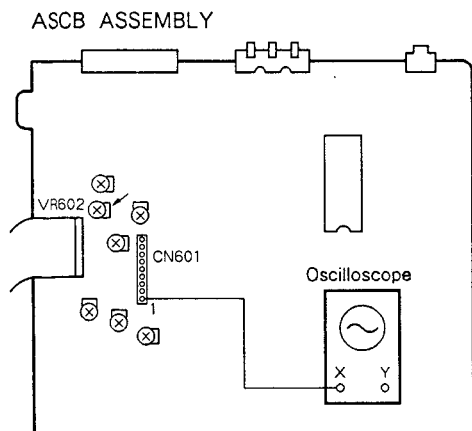 ASCB ASSEMBLY
VR602
CN601
1
Oscilloscope
X Y